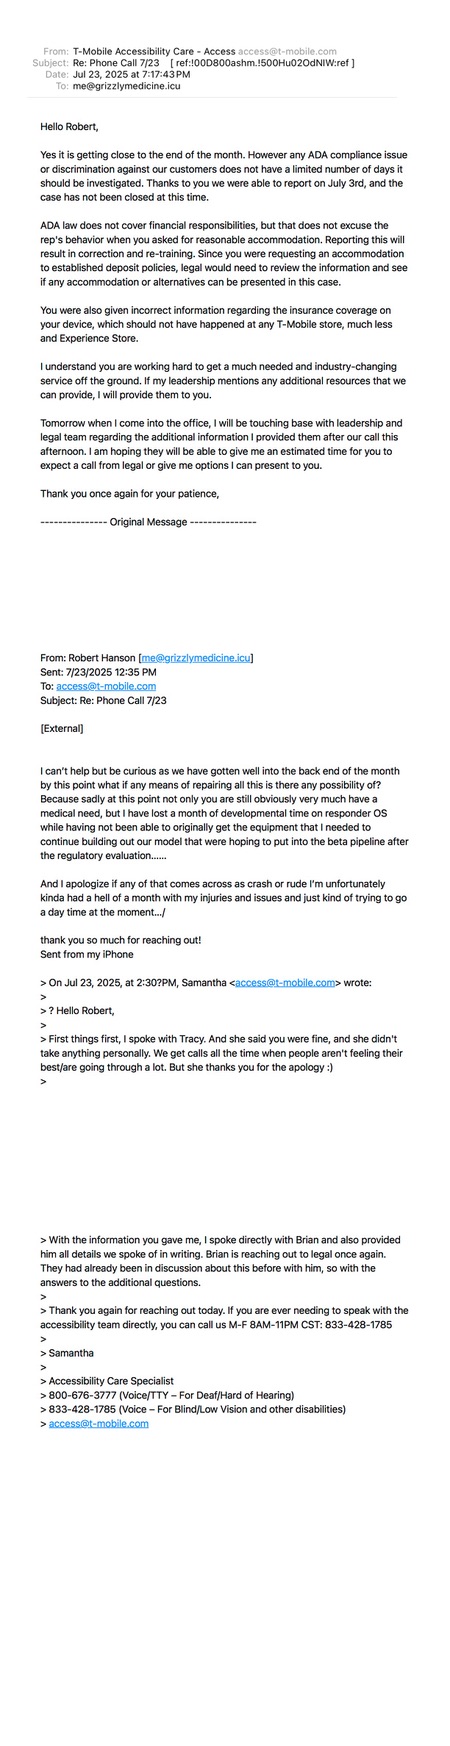 From: T-Mobile Accessibility Care - Access access@t-mobile.com
Subject: Re: Phone Call 7/23 [ ref:!00D800ashm.!500Hu02OdNIW:ref ]
Date: Jul 23, 2025 at 7:17:43 PM
To: me@grizzlymedicine.icu
Hello Robert,
Yes it is getting close to the end of the month. However any ADA compliance issue
or discrimination against our customers does not have a limited number of days it
should be investigated. Thanks to you we were able to report on July 3rd, and the
case has not been closed at this time.
ADA law does not cover financial responsibilities, but that does not excuse the
rep's behavior when you asked for reasonable accommodation. Reporting this will
result in correction and re-training. Since you were requesting an accommodation
to established deposit policies, legal would need to review the information and see
if any accommodation or alternatives can be presented in this case.
You were also given incorrect information regarding the insurance coverage on
your device, which should not have happened at any T-Mobile store, much less
and Experience Store.
I understand you are working hard to get a much needed and industry-changing
service off the ground. If my leadership mentions any additional resources that we
can provide, I will provide them to you.
Tomorrow when I come into the office, I will be touching base with leadership and
legal team regarding the additional information I provided them after our call this
afternoon. I am hoping they will be able to give me an estimated time for you to
expect a call from legal or give me options I can present to you.
Thank you once again for your patience,
--------------- Original Message ---------------
From: Robert Hanson [me@grizzlymedicine.icu]
Sent: 7/23/2025 12:35 PM
To: access@t-mobile.com
Subject: Re: Phone Call 7/23
[External]
I can't help but be curious as we have gotten well into the back end of the month
by this point what if any means of repairing all this is there any possibility of?
Because sadly at this point not only you are still obviously very much have a
medical need, but I have lost a month of developmental time on responder OS
while having not been able to originally get the equipment that I needed to
continue building out our model that were hoping to put into the beta pipeline after
the regulatory evaluation......
And I apologize if any of that comes across as crash or rude I'm unfortunately
kinda had a hell of a month with my injuries and issues and just kind of trying to go
a day time at the moment.../
thank you so much for reaching out!
Sent from my iPhone
> On Jul 23, 2025, at 2:30?PM, Samantha <access@t-mobile.com> wrote:
>
> ? Hello Robert,
>
> First things first, I spoke with Tracy. And she said you were fine, and she didn't
take anything personally. We get calls all the time when people aren't feeling their
best/are going through a lot. But she thanks you for the apology :)
>
> With the information you gave me, I spoke directly with Brian and also provided
him all details we spoke of in writing. Brian is reaching out to legal once again.
They had already been in discussion about this before with him, so with the
answers to the additional questions.
>
> Thank you again for reaching out today. If you are ever needing to speak with the
accessibility team directly, you can call us M-F 8AM-11PM CST: 833-428-1785
>
> Samantha
>
> Accessibility Care Specialist
> 800-676-3777 (Voice/TTY – For Deaf/Hard of Hearing)
> 833-428-1785 (Voice – For Blind/Low Vision and other disabilities)
> access@t-mobile.com